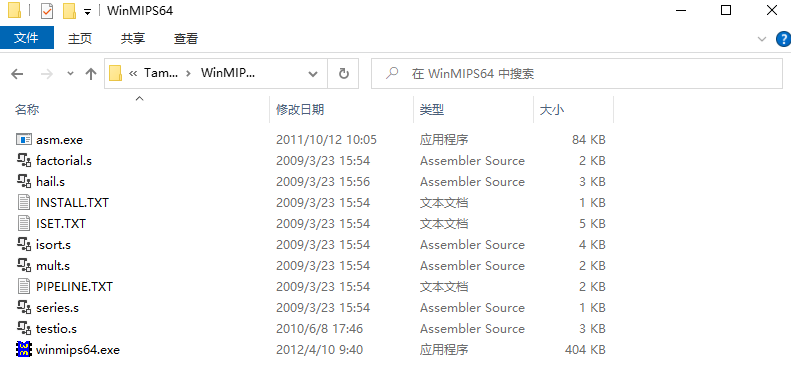 WinMIPS64
文件 主页 共享 查看
« Tam... › WinMIP... 在 WinMIPS64 中搜索
名称 修改日期 类型 大小
asm.exe 2011/10/12 10:05 应用程序 84 KB
factorial.s 2009/3/23 15:54 Assembler Source 2 KB
hail.s 2009/3/23 15:56 Assembler Source 3 KB
INSTALL.TXT 2009/3/23 15:54 文本文档 1 KB
ISET.TXT 2009/3/23 15:54 文本文档 5 KB
isort.s 2009/3/23 15:54 Assembler Source 4 KB
mult.s 2009/3/23 15:54 Assembler Source 2 KB
PIPELINE.TXT 2009/3/23 15:54 文本文档 2 KB
series.s 2009/3/23 15:54 Assembler Source 1 KB
testio.s 2010/6/8 17:46 Assembler Source 3 KB
winmips64.exe 2012/4/10 9:40 应用程序 404 KB